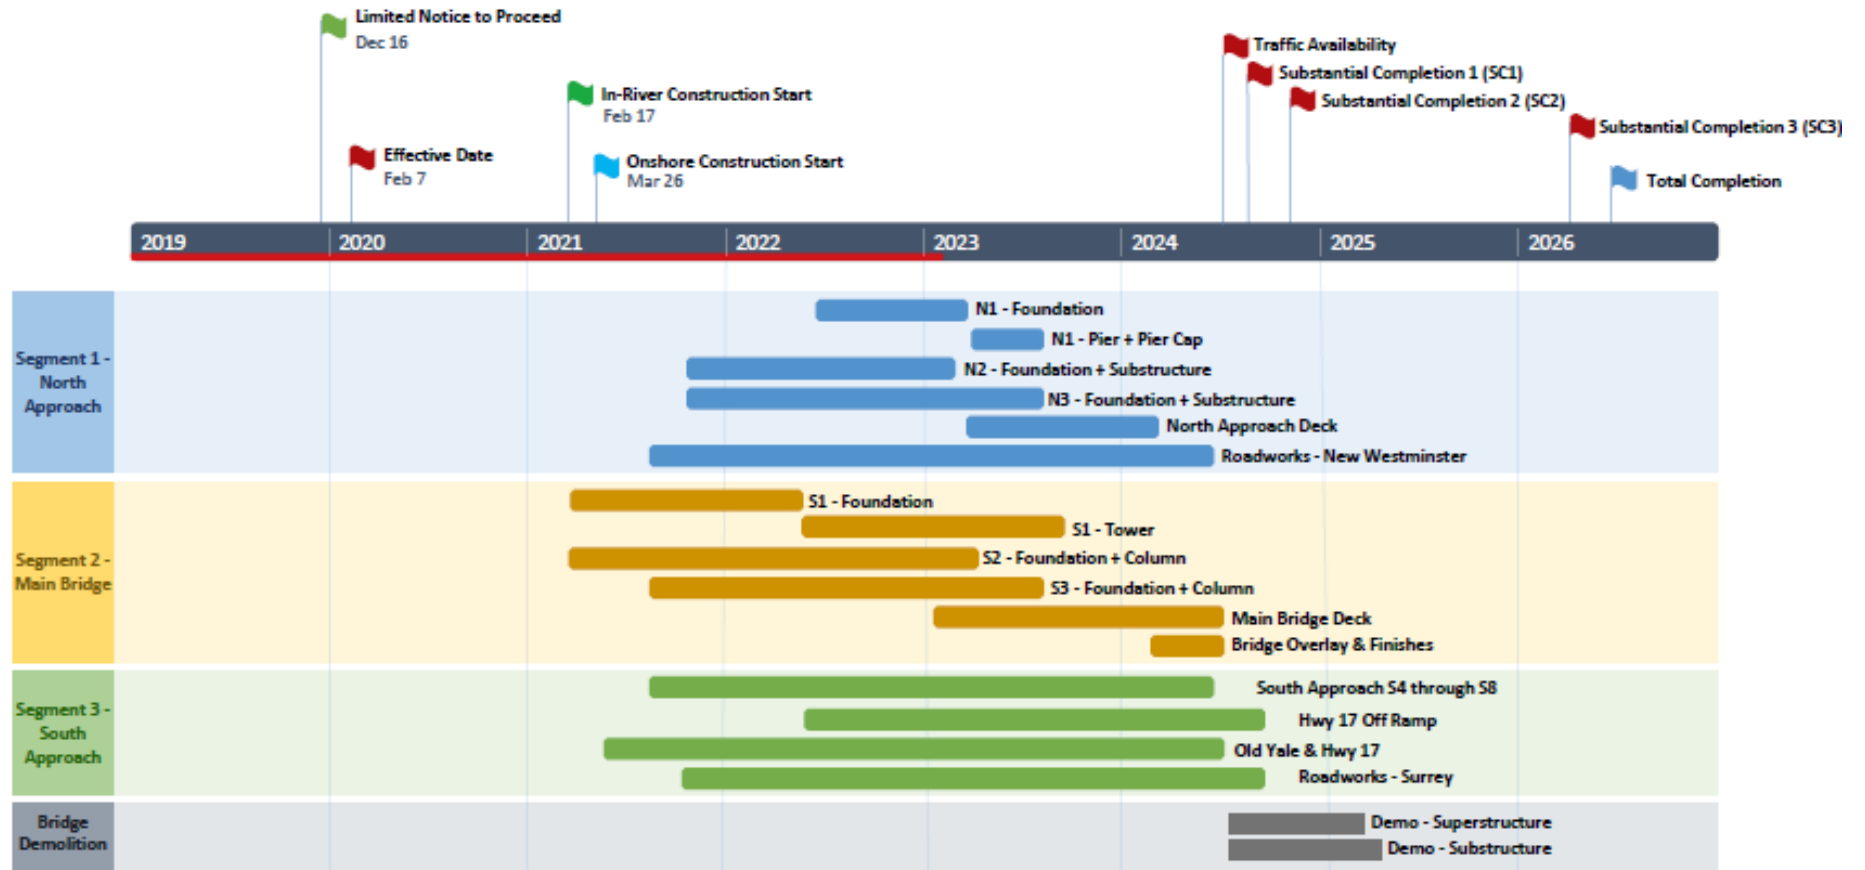 Limited Notice to Proceed
Dec 16
Traffic Availability
Substantial Completion 1 (SC1)
In-River Construction Start
Feb 17
Substantial Completion 2 (SC2)
Substantial Completion 3 (SC3)
Effective Date
Feb 7
Onshore Construction Start
Mar 26
Total Completion
2019 2020 2021 2022 2023 2024 2025 2026
Segment 1 -
North
Approach
N1 - Foundation
N1 - Pier + Pier Cap
N2 - Foundation + Substructure
N3 - Foundation + Substructure
North Approach Deck
Roadworks - New Westminster
Segment 2 -
Main Bridge
S1 - Foundation
S1 - Tower
S2 - Foundation + Column
S3 - Foundation + Column
Main Bridge Deck
Bridge Overlay & Finishes
Segment 3 -
South
Approach
South Approach S4 through S8
Hwy 17 Off Ramp
Old Yale & Hwy 17
Roadworks - Surrey
Bridge
Demolition
Demo - Superstructure
Demo - Substructure